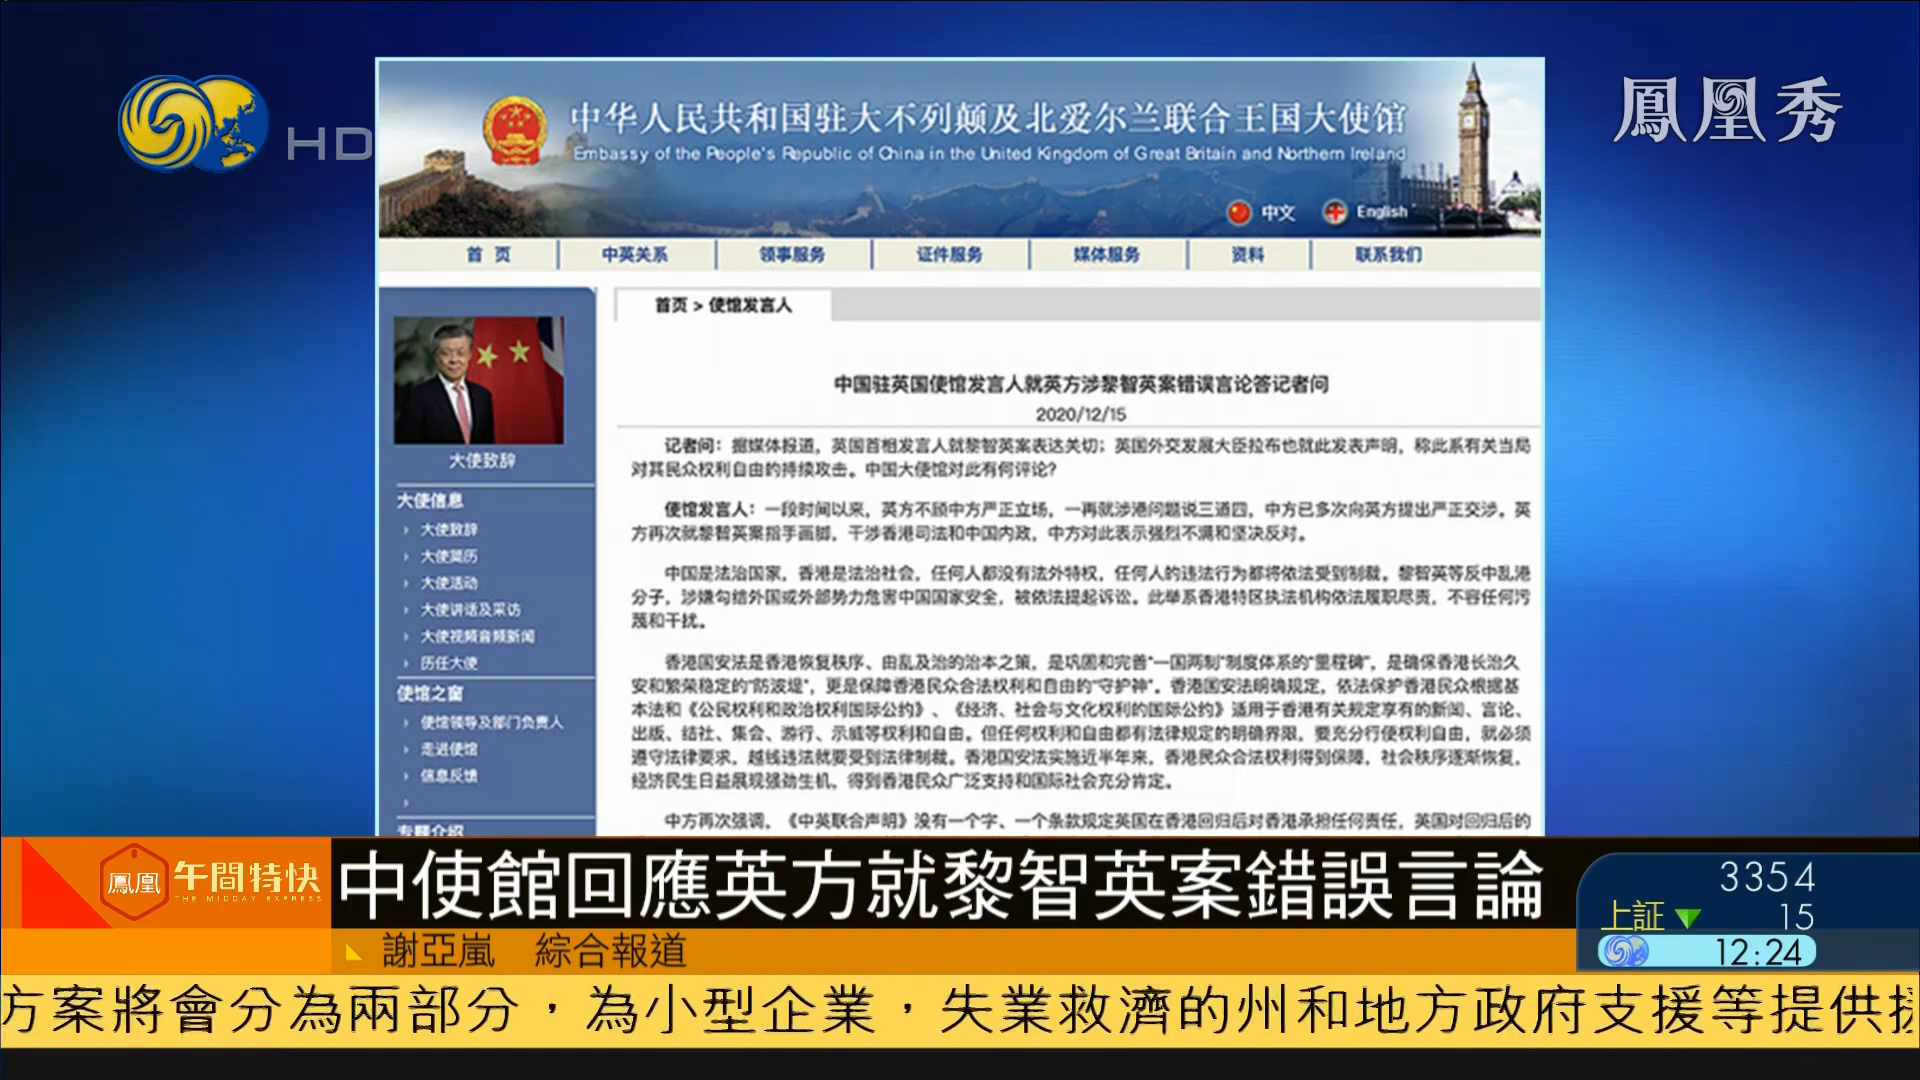 HD
鳳凰秀
中华人民共和国驻大不列颠及北爱尔兰联合王国大使馆
Embassy of the People's Republic of China in the United Kingdom of Great Britain and Northern Ireland
中文 English
首 页 中英关系 领事服务 证件服务 媒体服务 资料 联系我们
首页 > 使馆发言人
大使致辞
大使信息
大使致辞
大使简历
大使活动
大使讲话及采访
大使视频音频新闻
历任大使
使馆之窗
使馆领导及部门负责人
走进使馆
信息反馈
专题介绍
中国驻英国使馆发言人就英方涉黎智英案错误言论答记者问
2020/12/15
记者问：据媒体报道，英国首相发言人就黎智英案表达关切；英国外交发展大臣拉布也就此发表声明，称此系有关当局
对其民众权利自由的持续攻击。中国大使馆对此有何评论？
使馆发言人：一段时间以来，英方不顾中方严正立场，一再就涉港问题说三道四，中方已多次向英方提出严正交涉。英
方再次就黎智英案指手画脚，干涉香港司法和中国内政，中方对此表示强烈不满和坚决反对。
中国是法治国家，香港是法治社会，任何人都没有法外特权，任何人的违法行为都将依法受到制裁。黎智英等反中乱港
分子，涉嫌勾结外国或外部势力危害中国国家安全，被依法提起诉讼。此举系香港特区执法机构依法履职尽责，不容任何污
蔑和干扰。
香港国安法是香港恢复秩序、由乱及治的治本之策，是巩固和完善“一国两制”制度体系的“里程碑”，是确保香港长治久
安和繁荣稳定的“防波堤”，更是保障香港民众合法权利和自由的“守护神”。香港国安法明确规定，依法保护香港民众根据基
本法和《公民权利和政治权利国际公约》、《经济、社会与文化权利的国际公约》适用于香港有关规定享有的新闻、言论、
出版、结社、集会、游行、示威等权利和自由。但任何权利和自由都有法律规定的明确界限，要充分行使权利自由，就必须
遵守法律要求，越线违法就要受到法律制裁。香港国安法实施近半年来，香港民众合法权利得到保障，社会秩序逐渐恢复，
经济民生日益展现强劲生机，得到香港民众广泛支持和国际社会充分肯定。
中方再次强调，《中英联合声明》没有一个字、一个条款规定英国在香港回归后对香港承担任何责任，英国对回归后的
鳳凰 午間特快
THE MIDDAY EXPRESS
中使館回應英方就黎智英案錯誤言論
謝亞嵐 綜合報道
3354
上証 15
12:24
方案將會分為兩部分，為小型企業，失業救濟的州和地方政府支援等提供